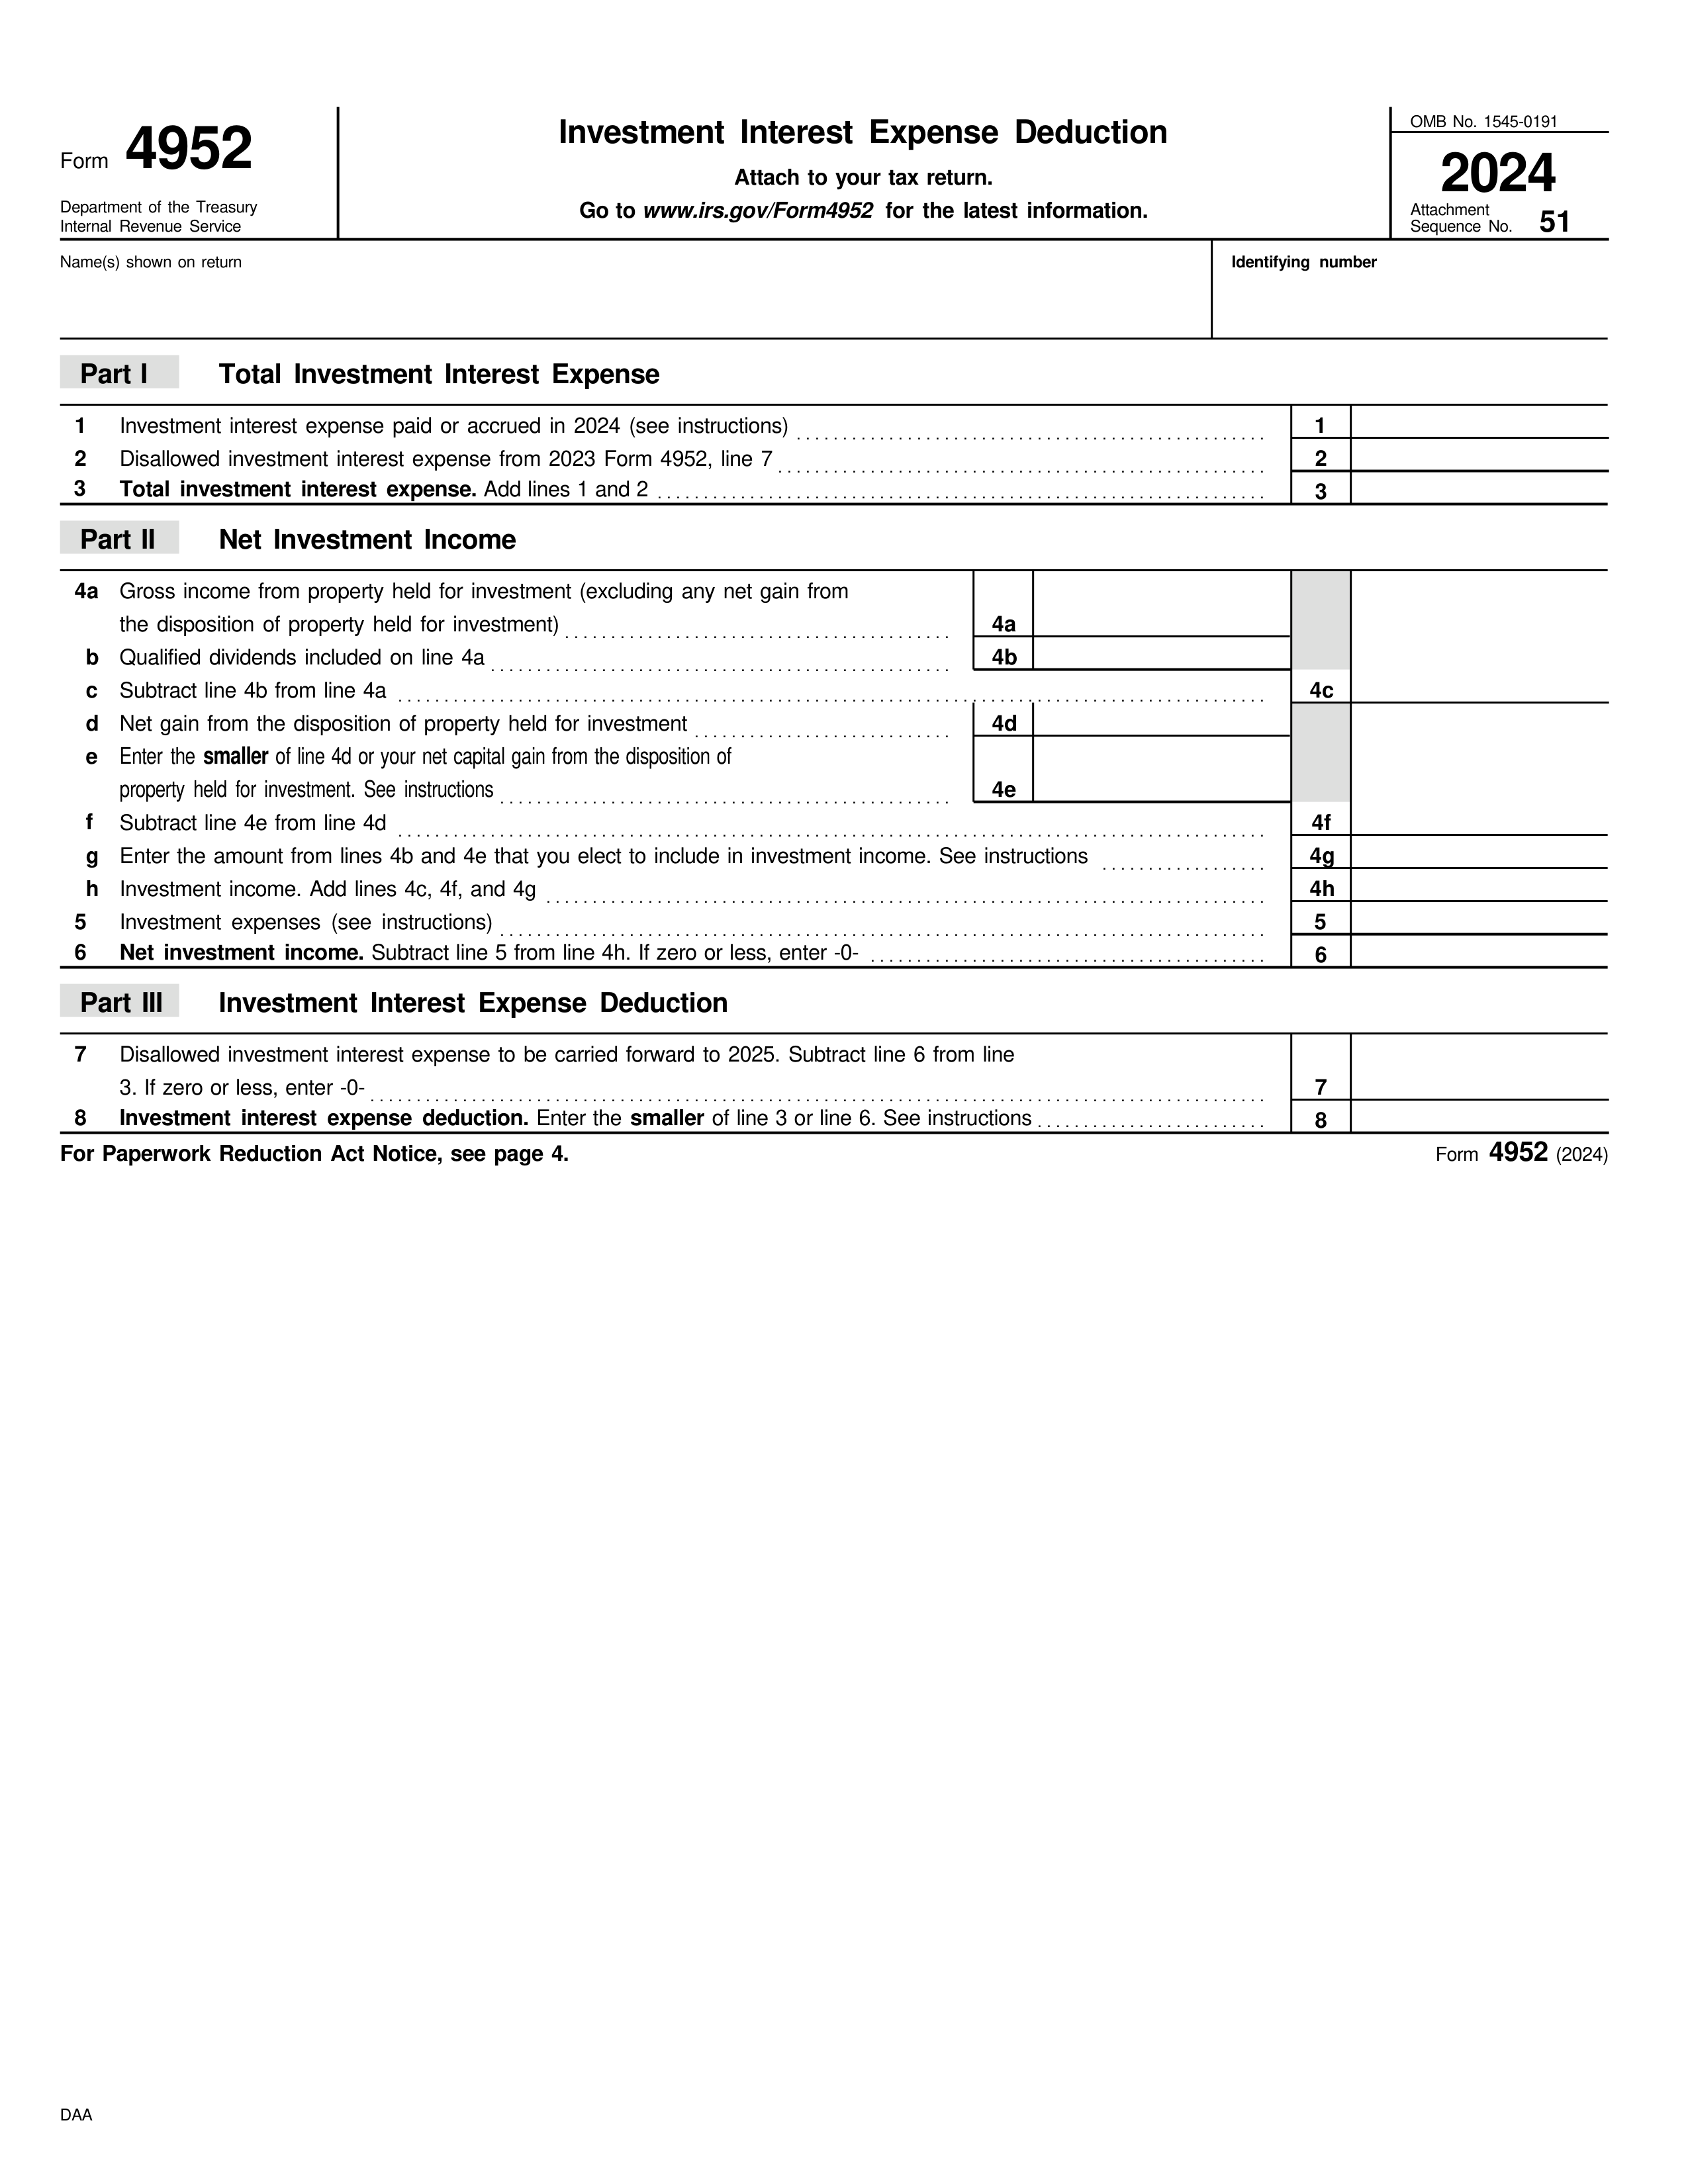 Form 4952
Department of the Treasury
Internal Revenue Service
Investment Interest Expense Deduction
Attach to your tax return.
Go to www.irs.gov/Form4952 for the latest information.
OMB No. 1545-0191
2024
Attachment
Sequence No. 51
Name(s) shown on return
Identifying number
Part I Total Investment Interest Expense
1 Investment interest expense paid or accrued in 2024 (see instructions) 1
2 Disallowed investment interest expense from 2023 Form 4952, line 7 2
3 Total investment interest expense. Add lines 1 and 2 3
Part II Net Investment Income
4a Gross income from property held for investment (excluding any net gain from
the disposition of property held for investment) 4a
b Qualified dividends included on line 4a 4b
c Subtract line 4b from line 4a 4c
d Net gain from the disposition of property held for investment 4d
e Enter the smaller of line 4d or your net capital gain from the disposition of
property held for investment. See instructions 4e
f Subtract line 4e from line 4d 4f
g Enter the amount from lines 4b and 4e that you elect to include in investment income. See instructions 4g
h Investment income. Add lines 4c, 4f, and 4g 4h
5 Investment expenses (see instructions) 5
6 Net investment income. Subtract line 5 from line 4h. If zero or less, enter -0- 6
Part III Investment Interest Expense Deduction
7 Disallowed investment interest expense to be carried forward to 2025. Subtract line 6 from line
3. If zero or less, enter -0- 7
8 Investment interest expense deduction. Enter the smaller of line 3 or line 6. See instructions 8
For Paperwork Reduction Act Notice, see page 4.
Form 4952 (2024)
DAA